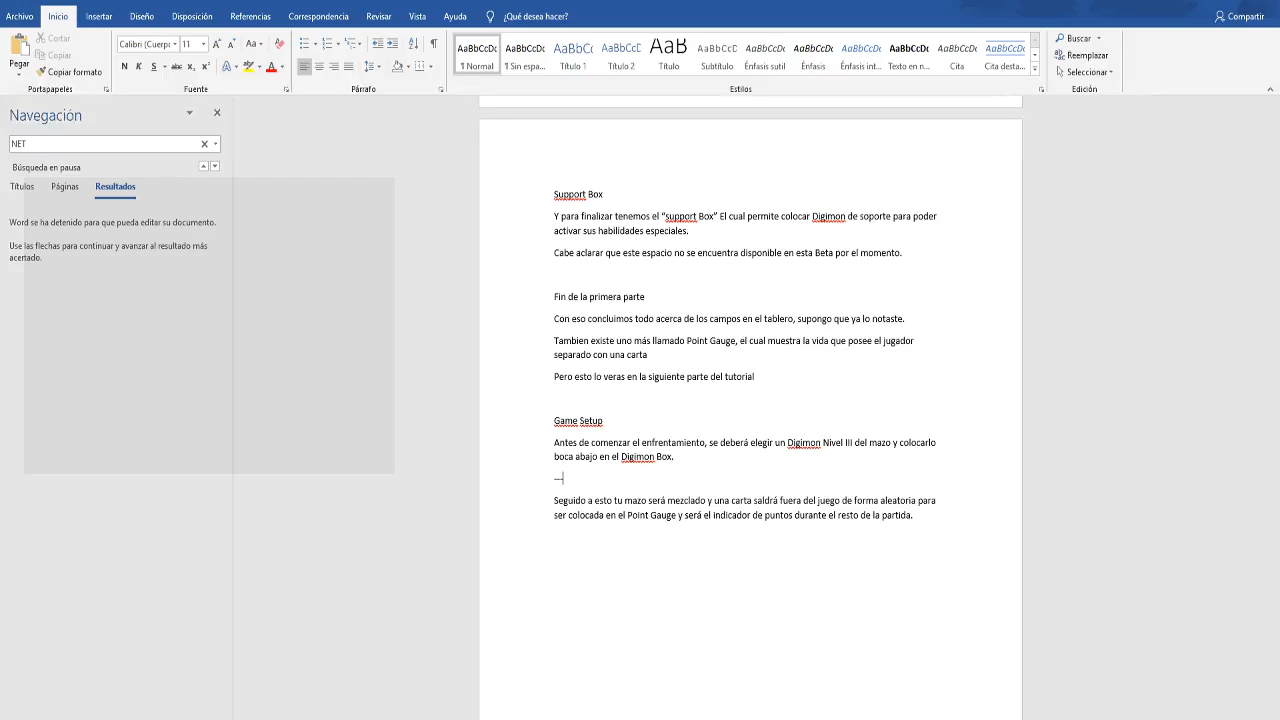 Archivo Inicio Insertar Diseño Disposición Referencias Correspondencia Revisar Vista Ayuda ¿Qué desea hacer? Compartir
Pegar
Cortar
Copiar
Copiar formato
Portapapeles
Calibri (Cuerpo 11
Aa
N K S abc x₂ x² A A
Fuente
Párrafo
AaBbCcDc AaBbCcDc AaBbCc AaBbCcD AaB AaBbCcD AaBbCcDc AaBbCcDc AaBbCcDc AaBbCcDc AaBbCcDc AaBbCcDc
¶ Normal ¶ Sin espa... Título 1 Título 2 Título Subtítulo Énfasis sutil Énfasis Énfasis int... Texto en n... Cita Cita desta...
Estilos
Buscar
Reemplazar
Seleccionar
Edición
Navegación
NET
Búsqueda en pausa
Títulos Páginas Resultados
Word se ha detenido para que pueda editar su documento.
Use las flechas para continuar y avanzar al resultado más
acertado.
Support Box
Y para finalizar tenemos el “support Box” El cual permite colocar Digimon de soporte para poder
activar sus habilidades especiales.
Cabe aclarar que este espacio no se encuentra disponible en esta Beta por el momento.
Fin de la primera parte
Con eso concluimos todo acerca de los campos en el tablero, supongo que ya lo notaste.
Tambien existe uno más llamado Point Gauge, el cual muestra la vida que posee el jugador
separado con una carta
Pero esto lo veras en la siguiente parte del tutorial
Game Setup
Antes de comenzar el enfrentamiento, se deberá elegir un Digimon Nivel III del mazo y colocarlo
boca abajo en el Digimon Box.
---
Seguido a esto tu mazo será mezclado y una carta saldrá fuera del juego de forma aleatoria para
ser colocada en el Point Gauge y será el indicador de puntos durante el resto de la partida.